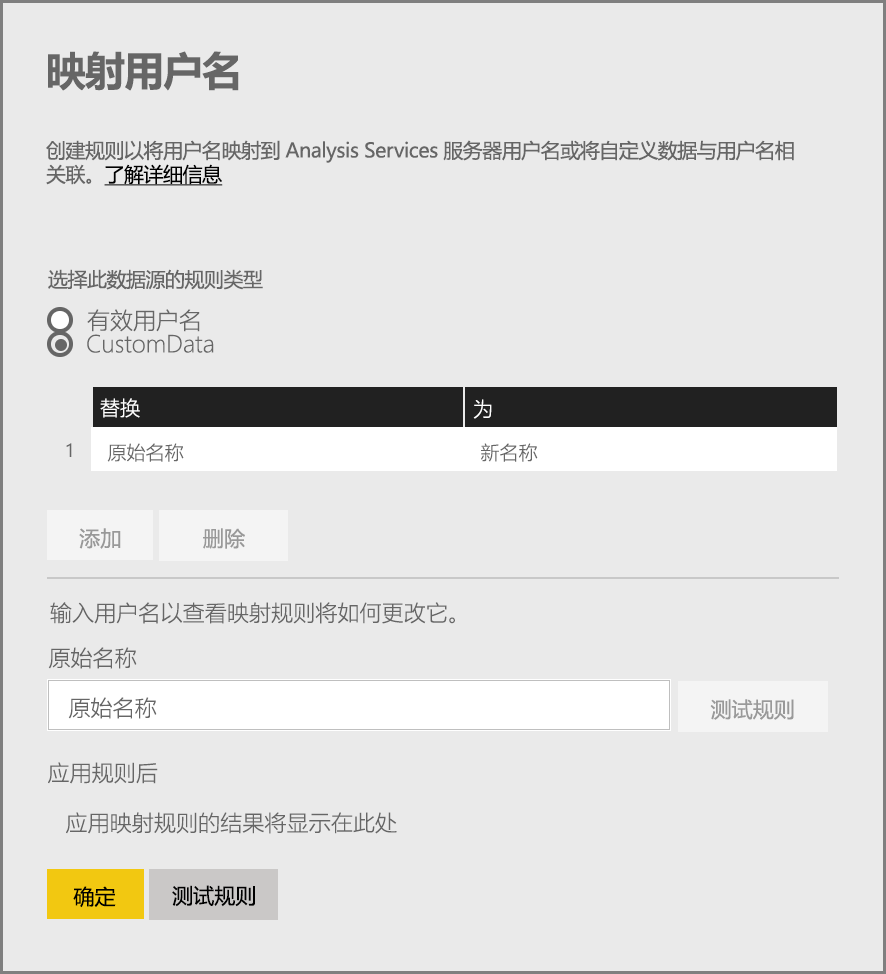 映射用户名
创建规则以将用户名映射到 Analysis Services 服务器用户名或将自定义数据与用户名相
关联。了解详细信息
选择此数据源的规则类型
有效用户名
CustomData
替换 为
1 原始名称 新名称
添加 删除
输入用户名以查看映射规则将如何更改它。
原始名称
原始名称 测试规则
应用规则后
应用映射规则的结果将显示在此处
确定 测试规则